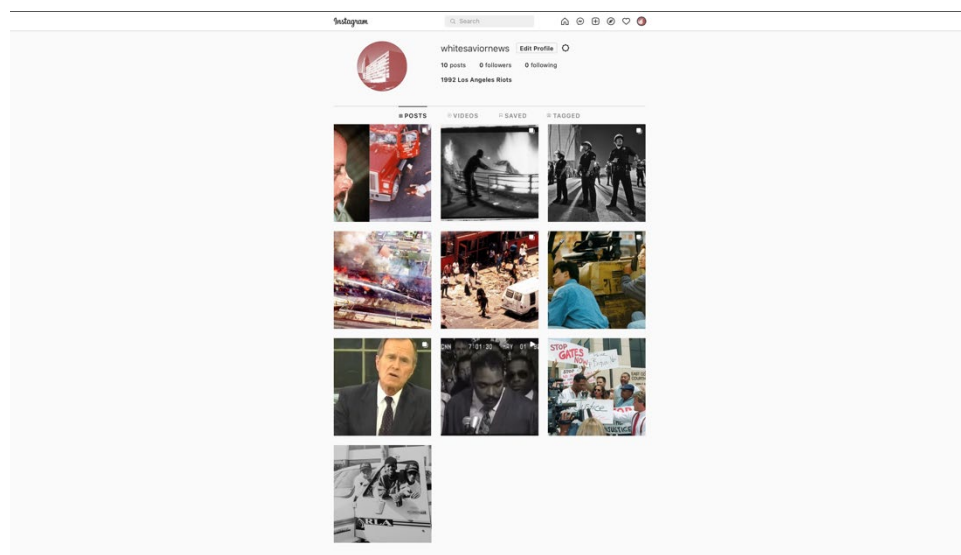 Instagram
Search
whitesaviornews Edit Profile
10 posts 0 followers 0 following
1992 Los Angeles Riots
POSTS VIDEOS SAVED TAGGED
STOP
GATES
NOW